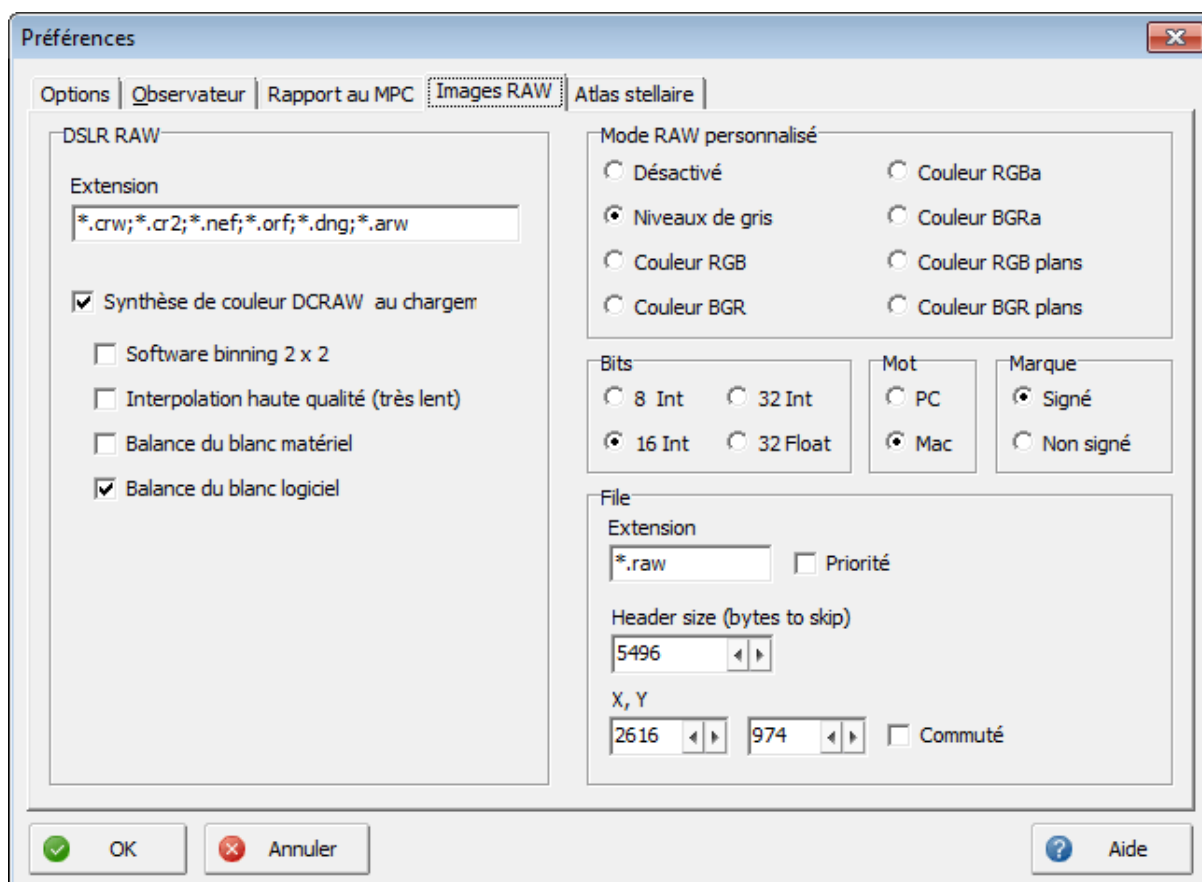 Préférences
Options
Observateur
Rapport au MPC
Images RAW
Atlas stellaire
DSLR RAW
Extension
*.crw;*.cr2;*.nef;*.orf;*.dng;*.arw
Synthèse de couleur DCRAW au chargem
Software binning 2 x 2
Interpolation haute qualité (très lent)
Balance du blanc matériel
Balance du blanc logiciel
Mode RAW personnalisé
Désactivé
Couleur RGBa
Niveaux de gris
Couleur BGRa
Couleur RGB
Couleur RGB plans
Couleur BGR
Couleur BGR plans
Bits
8 Int
32 Int
16 Int
32 Float
Mot
PC
Mac
Marque
Signé
Non signé
File
Extension
*.raw
Priorité
Header size (bytes to skip)
5496
X, Y
2616
974
Commuté
OK
Annuler
Aide